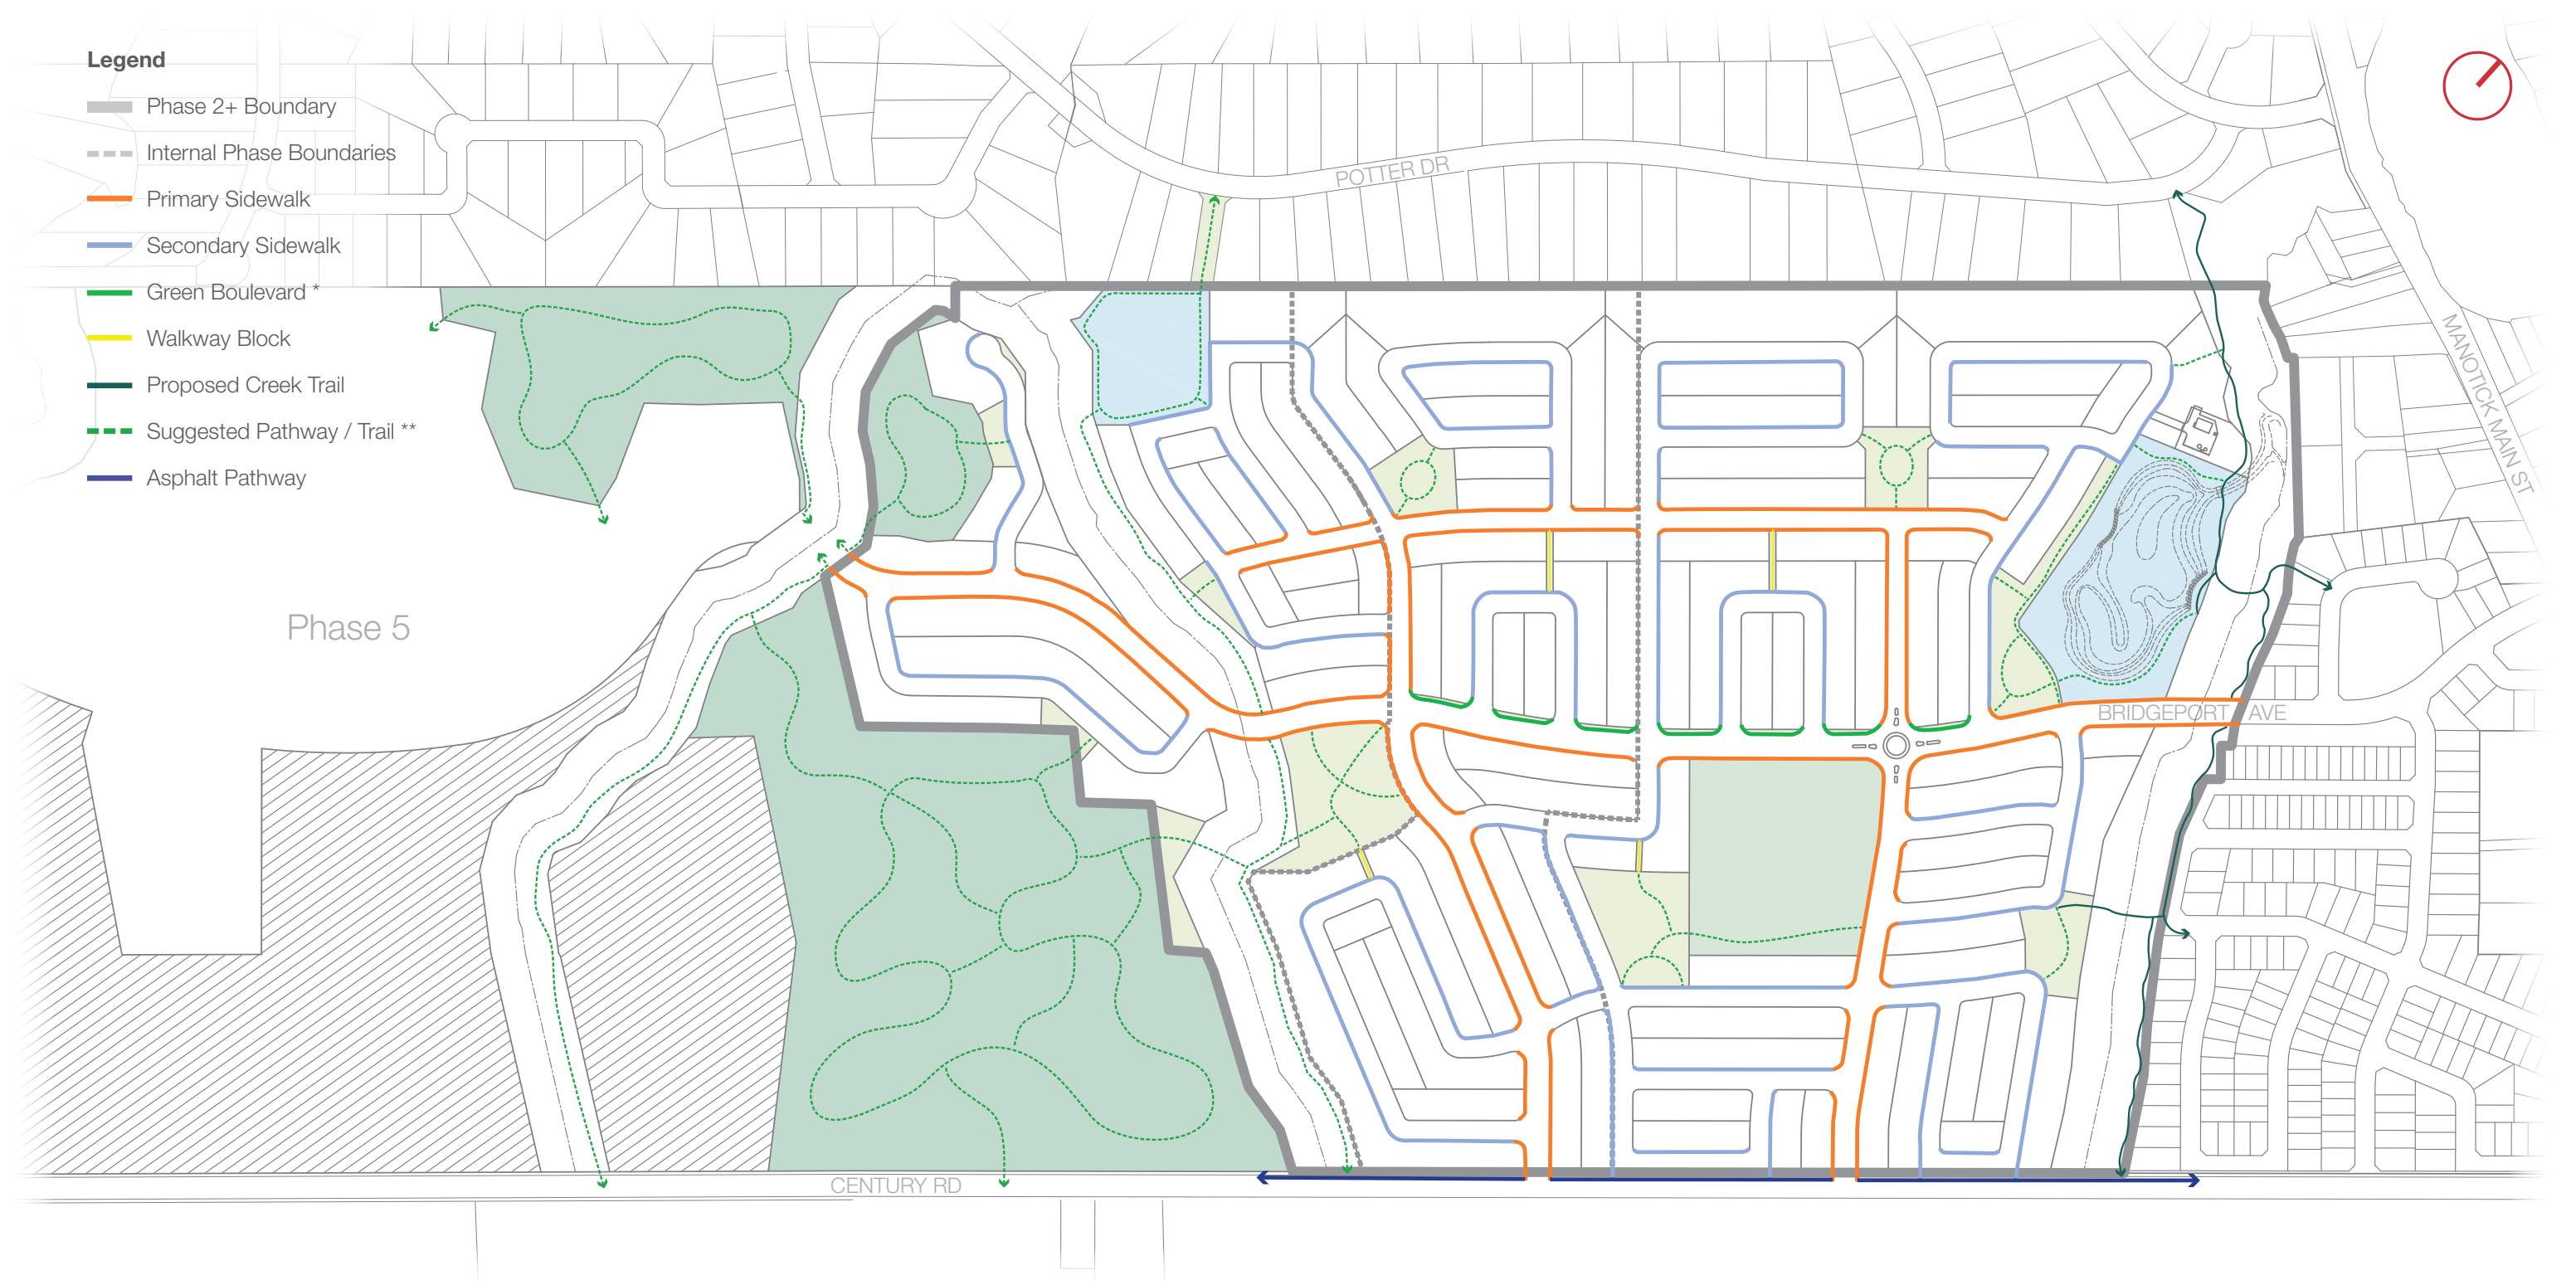 Legend
Phase 2+ Boundary
Internal Phase Boundaries
Primary Sidewalk
Secondary Sidewalk
Green Boulevard *
Walkway Block
Proposed Creek Trail
Suggested Pathway / Trail **
Asphalt Pathway
POTTER DR
MANOTICK MAIN ST
Phase 5
BRIDGEPORT AVE
CENTURY RD